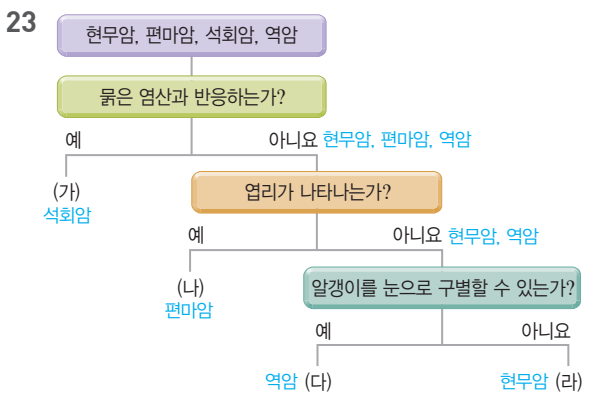 23
현무암, 편마암, 석회암, 역암
묽은 염산과 반응하는가?
예
아니요 현무암, 편마암, 역암
(가)
석회암
엽리가 나타나는가?
예
아니요 현무암, 역암
(나)
편마암
알갱이를 눈으로 구별할 수 있는가?
예
아니요
역암 (다)
현무암 (라)